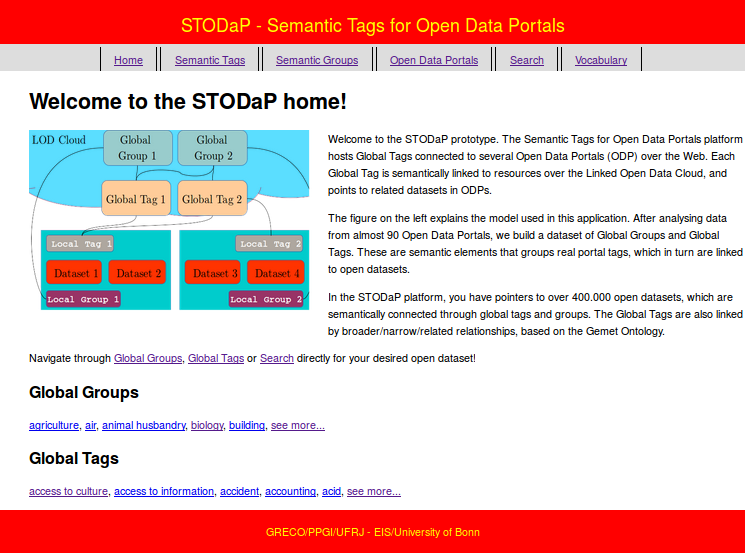 STODaP - Semantic Tags for Open Data Portals
Home Semantic Tags Semantic Groups Open Data Portals Search Vocabulary
Welcome to the STODaP home!
LOD Cloud
Global
Group 1
Global
Group 2
Global Tag 1
Global Tag 2
Local Tag 1
Local Tag 2
Dataset 1
Dataset 2
Dataset 3
Dataset 4
Local Group 1
Local Group 2
Welcome to the STODaP prototype. The Semantic Tags for Open Data Portals platform
hosts Global Tags connected to several Open Data Portals (ODP) over the Web. Each
Global Tag is semantically linked to resources over the Linked Open Data Cloud, and
points to related datasets in ODPs.
The figure on the left explains the model used in this application. After analysing data
from almost 90 Open Data Portals, we build a dataset of Global Groups and Global
Tags. These are semantic elements that groups real portal tags, which in turn are linked
to open datasets.
In the STODaP platform, you have pointers to over 400.000 open datasets, which are
semantically connected through global tags and groups. The Global Tags are also linked
by broader/narrow/related relationships, based on the Gemet Ontology.
Navigate through Global Groups, Global Tags or Search directly for your desired open dataset!
Global Groups
agriculture, air, animal husbandry, biology, building, see more...
Global Tags
access to culture, access to information, accident, accounting, acid, see more...
GRECO/PPGI/UFRJ - EIS/University of Bonn